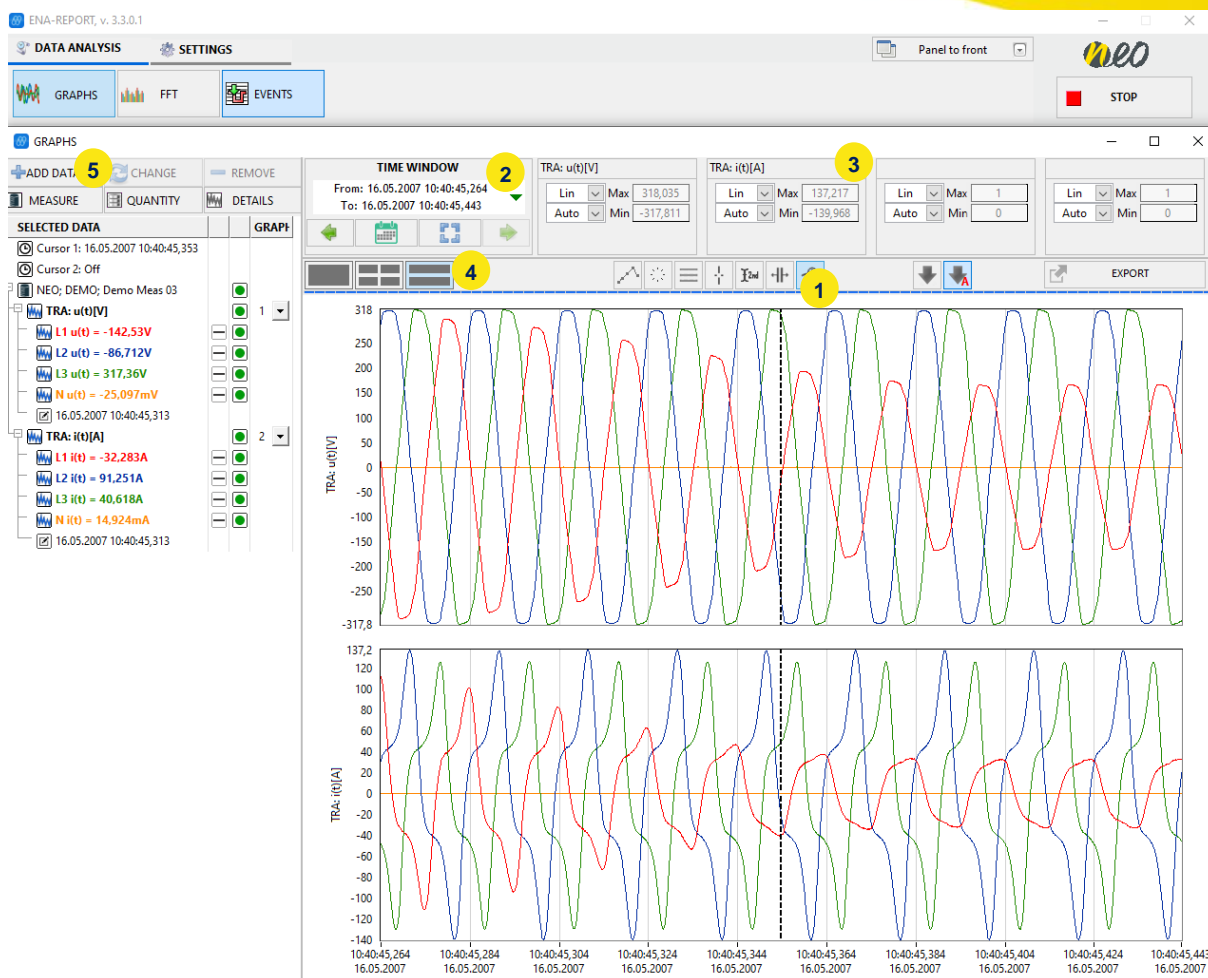 ENA-REPORT, v. 3.3.0.1
DATA ANALYSIS SETTINGS Panel to front neo
GRAPHS FFT EVENTS STOP
GRAPHS
ADD DATA 5 CHANGE REMOVE
MEASURE QUANTITY DETAILS
SELECTED DATA GRAPH
Cursor 1: 16.05.2007 10:40:45,353
Cursor 2: Off
NEO; DEMO; Demo Meas 03
TRA: u(t)[V] 1
L1 u(t) = -142,53V
L2 u(t) = -86,712V
L3 u(t) = 317,36V
N u(t) = -25,097mV
16.05.2007 10:40:45,313
TRA: i(t)[A] 2
L1 i(t) = -32,283A
L2 i(t) = 91,251A
L3 i(t) = 40,618A
N i(t) = 14,924mA
16.05.2007 10:40:45,313
TIME WINDOW 2
From: 16.05.2007 10:40:45,264
To: 16.05.2007 10:40:45,443
TRA: u(t)[V]
Lin Max 318,035
Auto Min -317,811
TRA: i(t)[A] 3
Lin Max 137,217
Auto Min -139,968
Lin Max 1
Auto Min 0
Lin Max 1
Auto Min 0
4 2nd 1 A EXPORT
TRA: u(t)[V]
318
250
200
150
100
50
0
-50
-100
-150
-200
-250
-317,8
TRA: i(t)[A]
137,2
120
100
80
60
40
20
0
-20
-40
-60
-80
-100
-120
-140
10:40:45,264 10:40:45,284 10:40:45,304 10:40:45,324 10:40:45,344 10:40:45,364 10:40:45,384 10:40:45,404 10:40:45,424 10:40:45,443
16.05.2007 16.05.2007 16.05.2007 16.05.2007 16.05.2007 16.05.2007 16.05.2007 16.05.2007 16.05.2007 16.05.2007